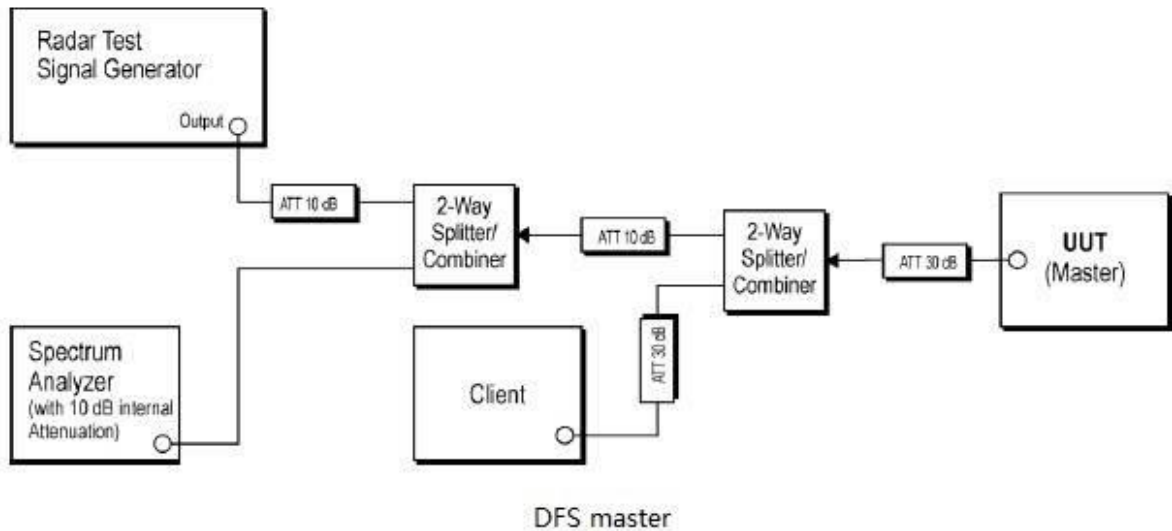 Radar Test
Signal Generator
Output
ATT 10 dB
2-Way
Splitter/
Combiner
ATT 10 dB
2-Way
Splitter/
Combiner
ATT 30 dB
UUT
(Master)
Spectrum
Analyzer
(with 10 dB internal
Attenuation)
Client
ATT 30 dB
DFS master